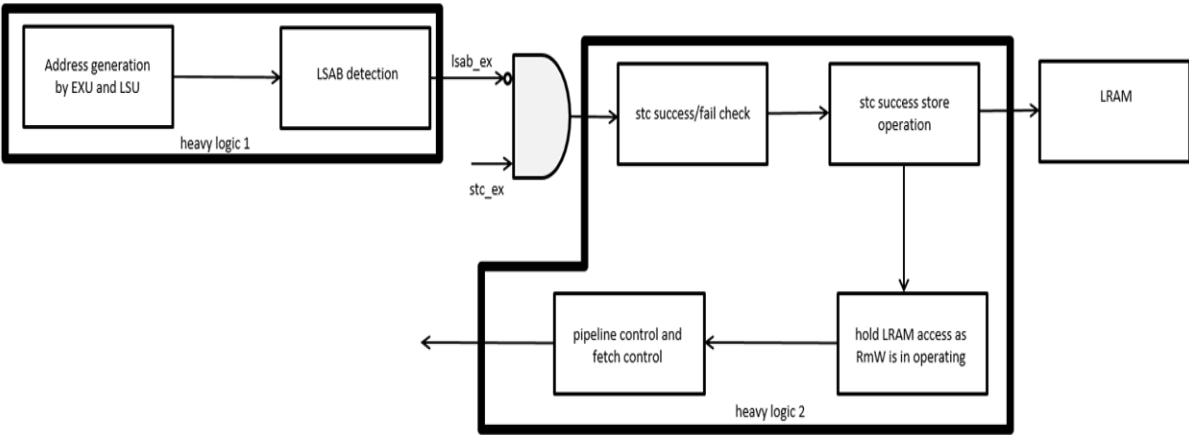 Address generation
by EXU and LSU
LSAB detection
heavy logic 1
lsab_ex
stc_ex
stc success/fail check
stc success store
operation
LRAM
pipeline control and
fetch control
hold LRAM access as
RmW is in operating
heavy logic 2